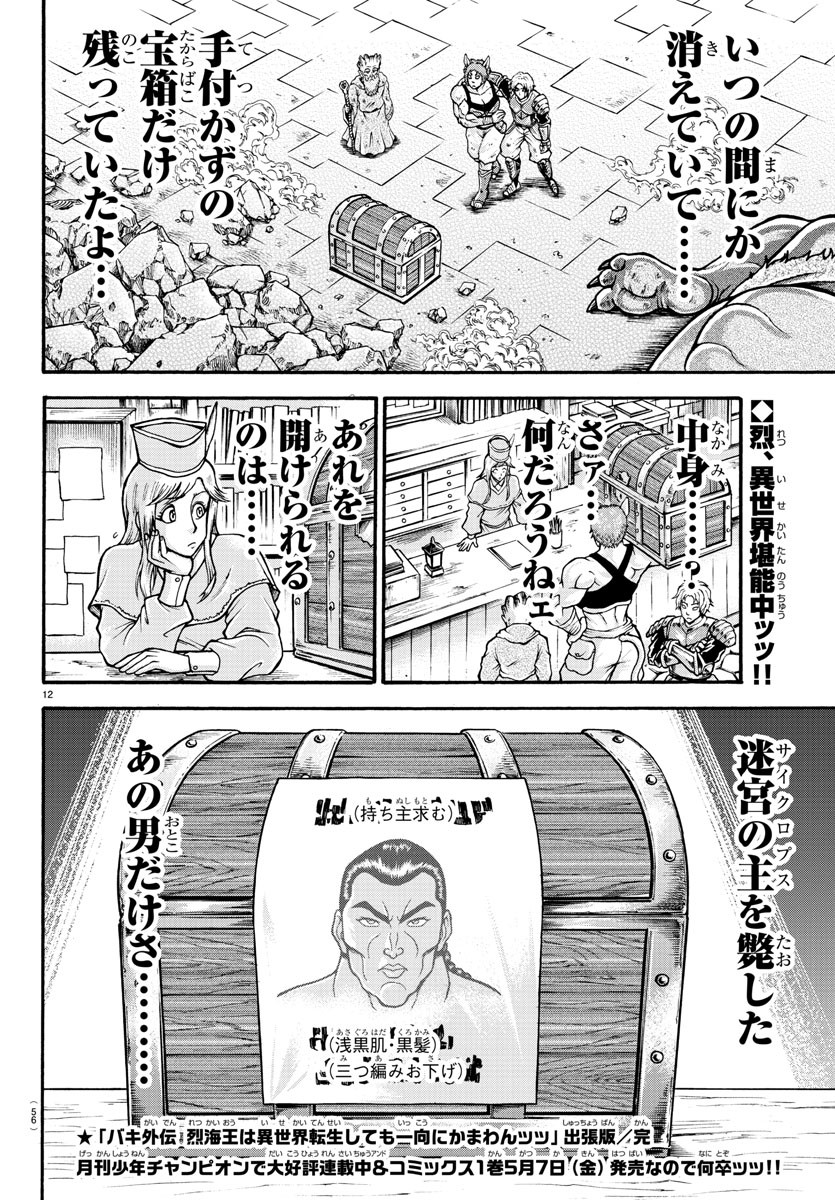 いつの間にか
消えていて……
手付かずの
宝箱だけ
残っていたよ…
◆烈、異世界堪能中ッッ!!
中身………?
さァ…
何だろうねェ
あれを
開けられる
のは……
12
迷宮の主を斃した
サイクロプス
(持ち主求む)
(浅黒肌・黒髪)
(三つ編みお下げ)
あの男だけさ………
★「バキ外伝 烈海王は異世界転生しても一向にかまわんッッ」出張版/完
月刊少年チャンピオンで大好評連載中&コミックス1巻5月7日(金)発売なので何卒ッッ!!
(56)